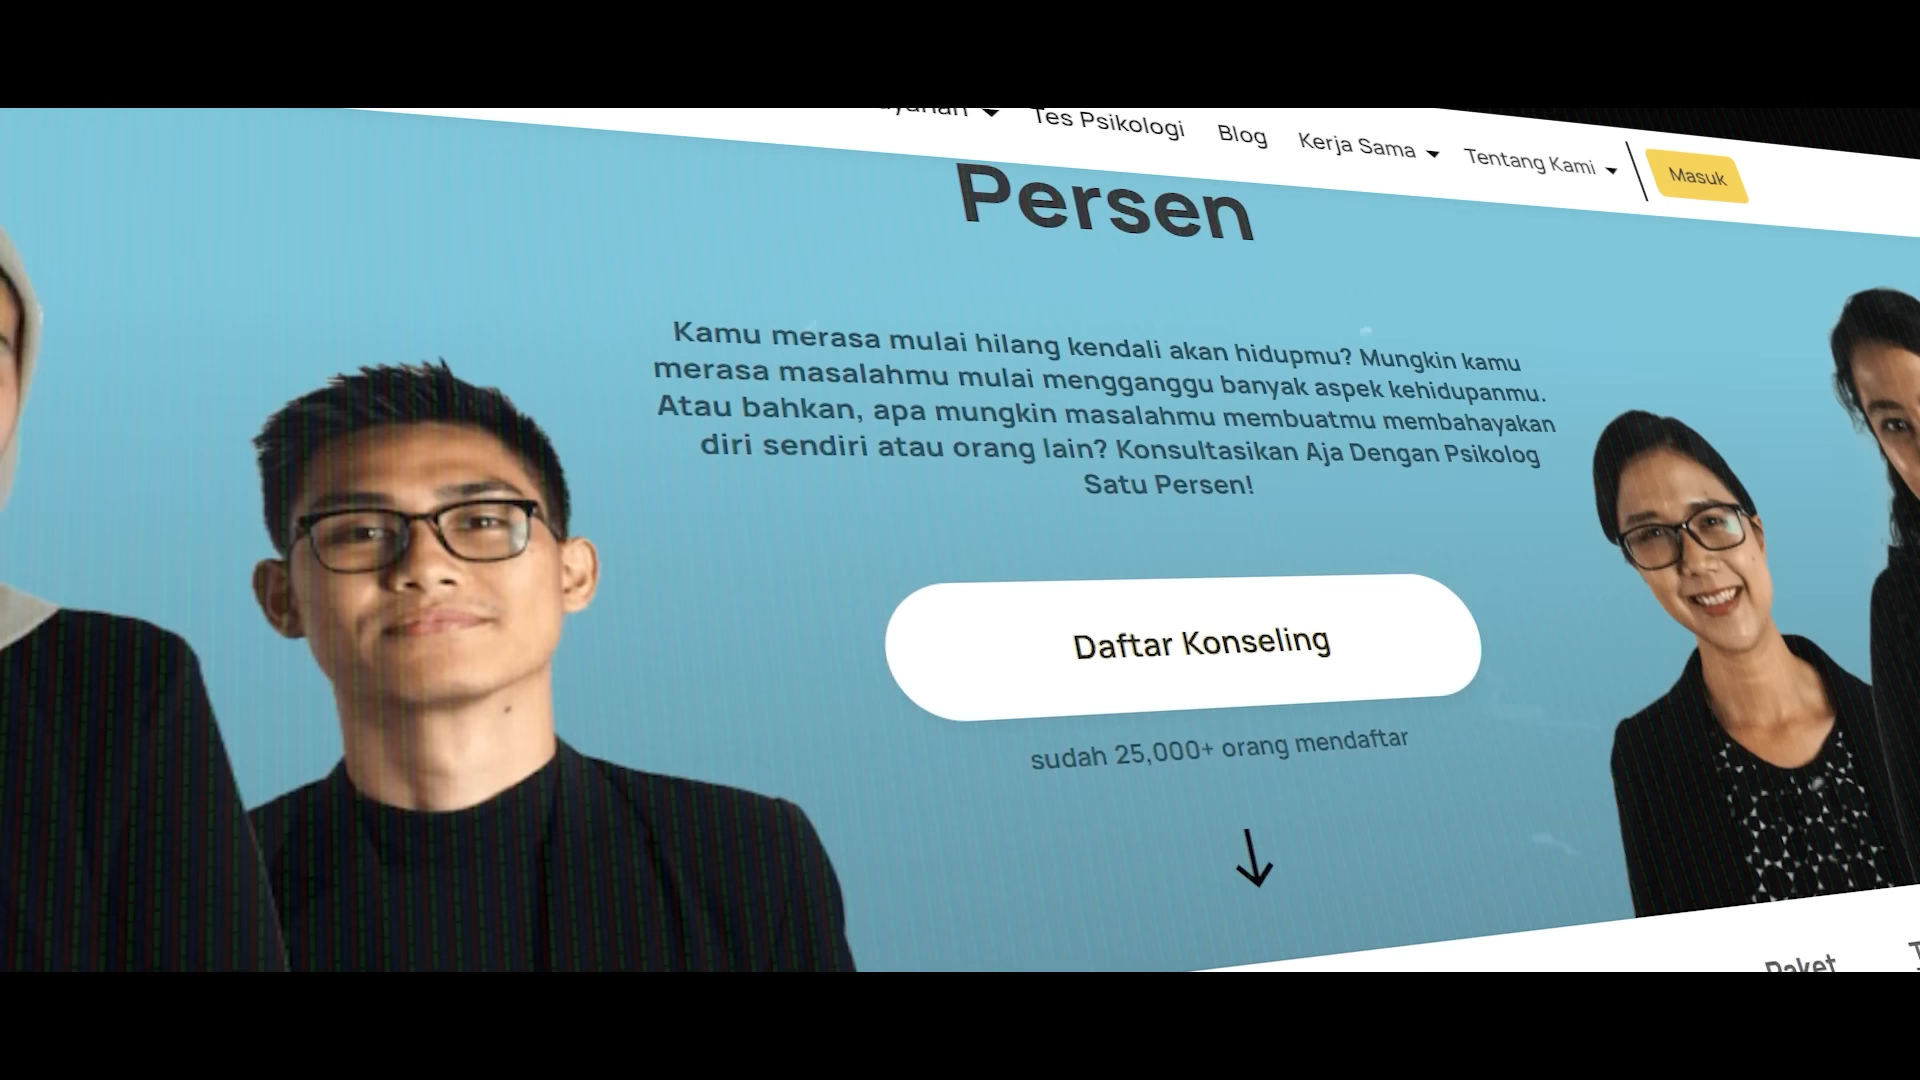 Tes Psikologi
Blog
Kerja Sama
Tentang Kami
Masuk
Persen
Kamu merasa mulai hilang kendali akan hidupmu? Mungkin kamu
merasa masalahmu mulai mengganggu banyak aspek kehidupanmu.
Atau bahkan, apa mungkin masalahmu membuatmu membahayakan
diri sendiri atau orang lain? Konsultasikan Aja Dengan Psikolog
Satu Persen!
Daftar Konseling
sudah 25,000+ orang mendaftar
Paket